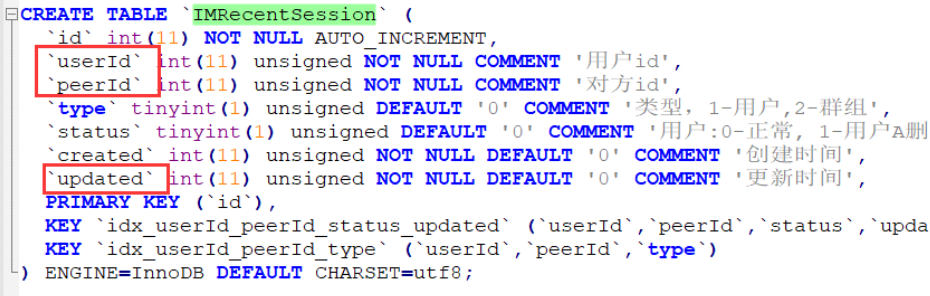 CREATE TABLE `IMRecentSession` (
`id` int(11) NOT NULL AUTO_INCREMENT,
`userId` int(11) unsigned NOT NULL COMMENT '用户id',
`peerId` int(11) unsigned NOT NULL COMMENT '对方id',
`type` tinyint(1) unsigned DEFAULT '0' COMMENT '类型，1-用户,2-群组',
`status` tinyint(1) unsigned DEFAULT '0' COMMENT '用户:0-正常, 1-用户A删
`created` int(11) unsigned NOT NULL DEFAULT '0' COMMENT '创建时间',
`updated` int(11) unsigned NOT NULL DEFAULT '0' COMMENT '更新时间',
PRIMARY KEY (`id`),
KEY `idx_userId_peerId_status_updated` (`userId`,`peerId`,`status`,`upda
KEY `idx_userId_peerId_type` (`userId`,`peerId`,`type`)
) ENGINE=InnoDB DEFAULT CHARSET=utf8;